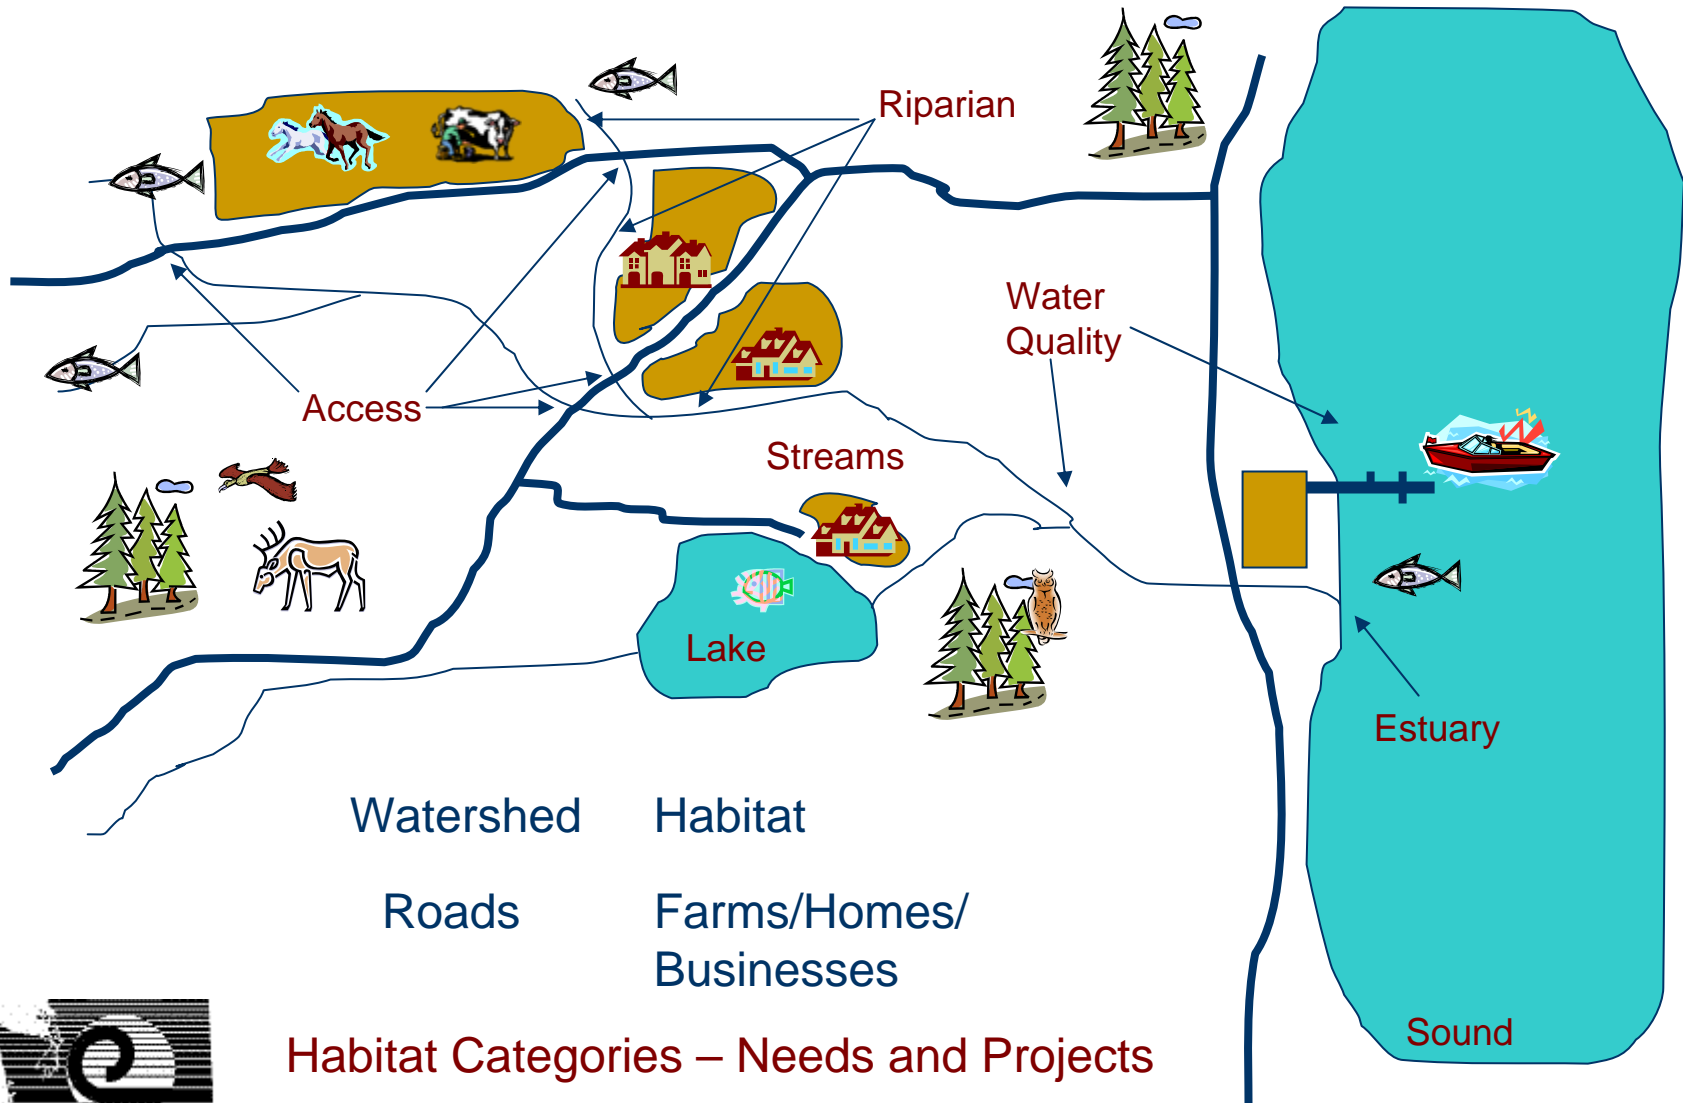 Riparian
Water
Quality
Access
Streams
Lake
Estuary
Watershed
Habitat
Roads
Farms/Homes/
Businesses
Sound
Habitat Categories – Needs and Projects